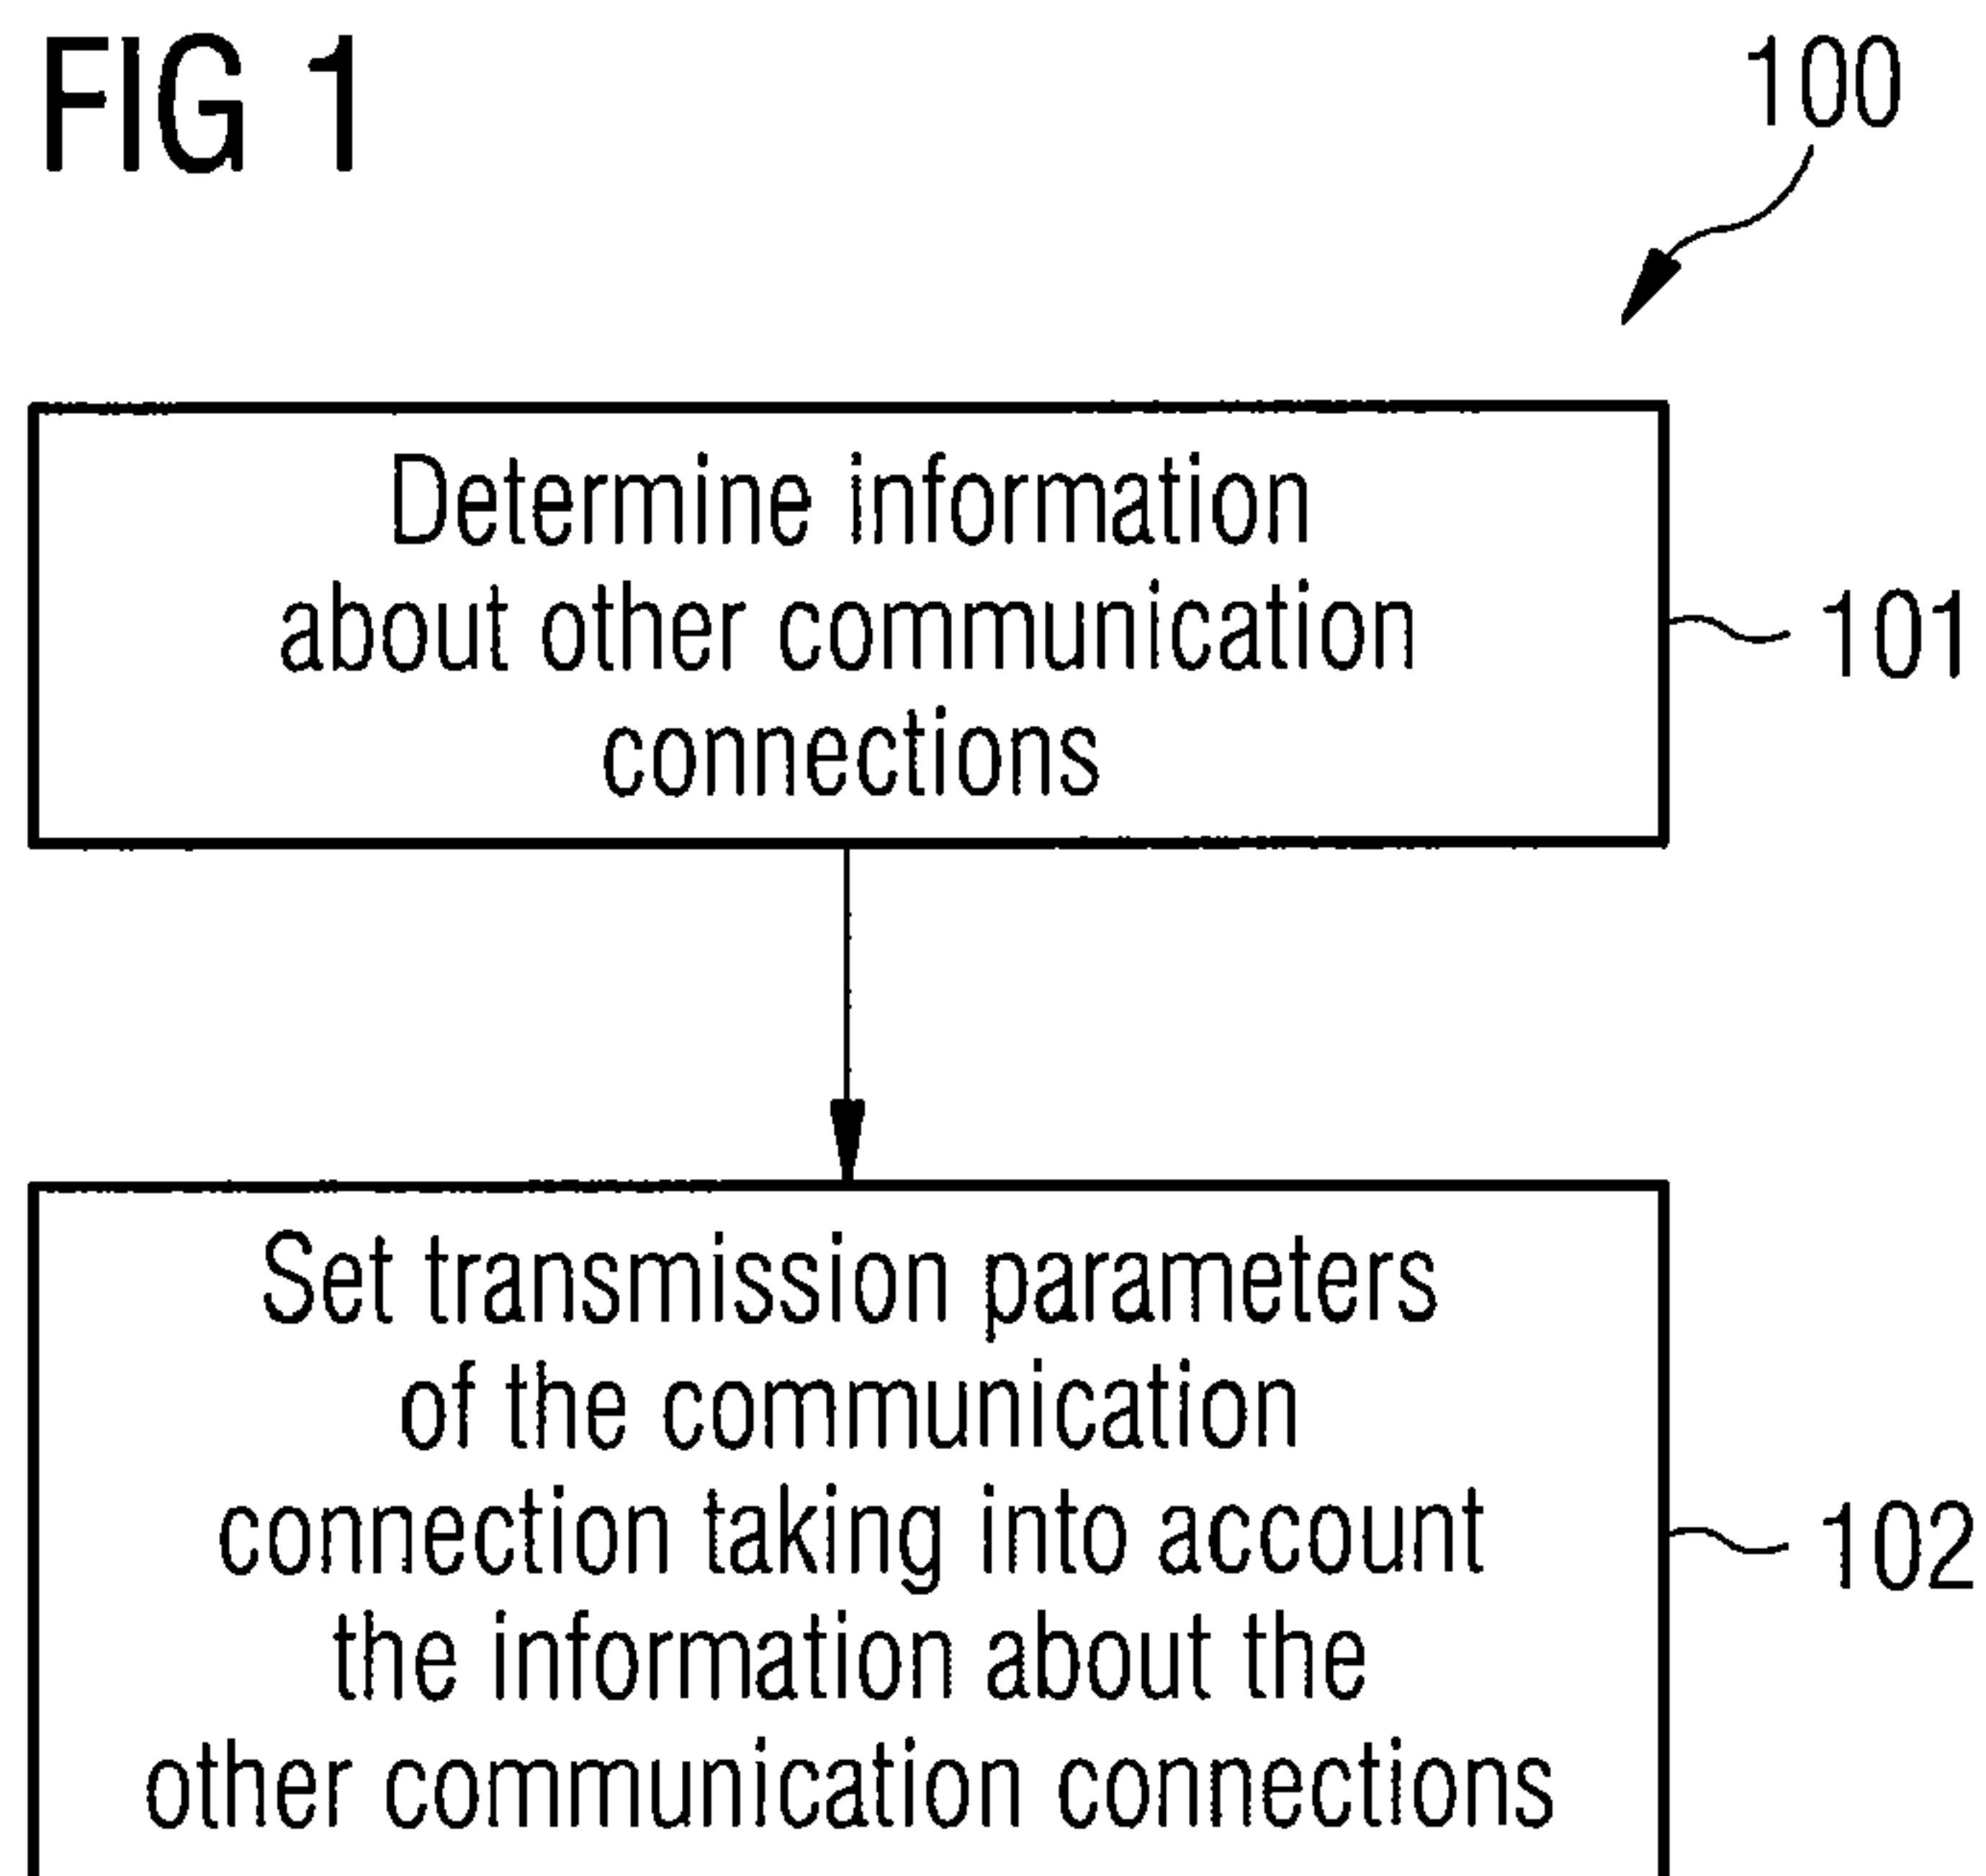 FIG 1
100
Determine information
about other communication
connections
101
Set transmission parameters
of the communication
connection taking into account
the information about the
other communication connections
102